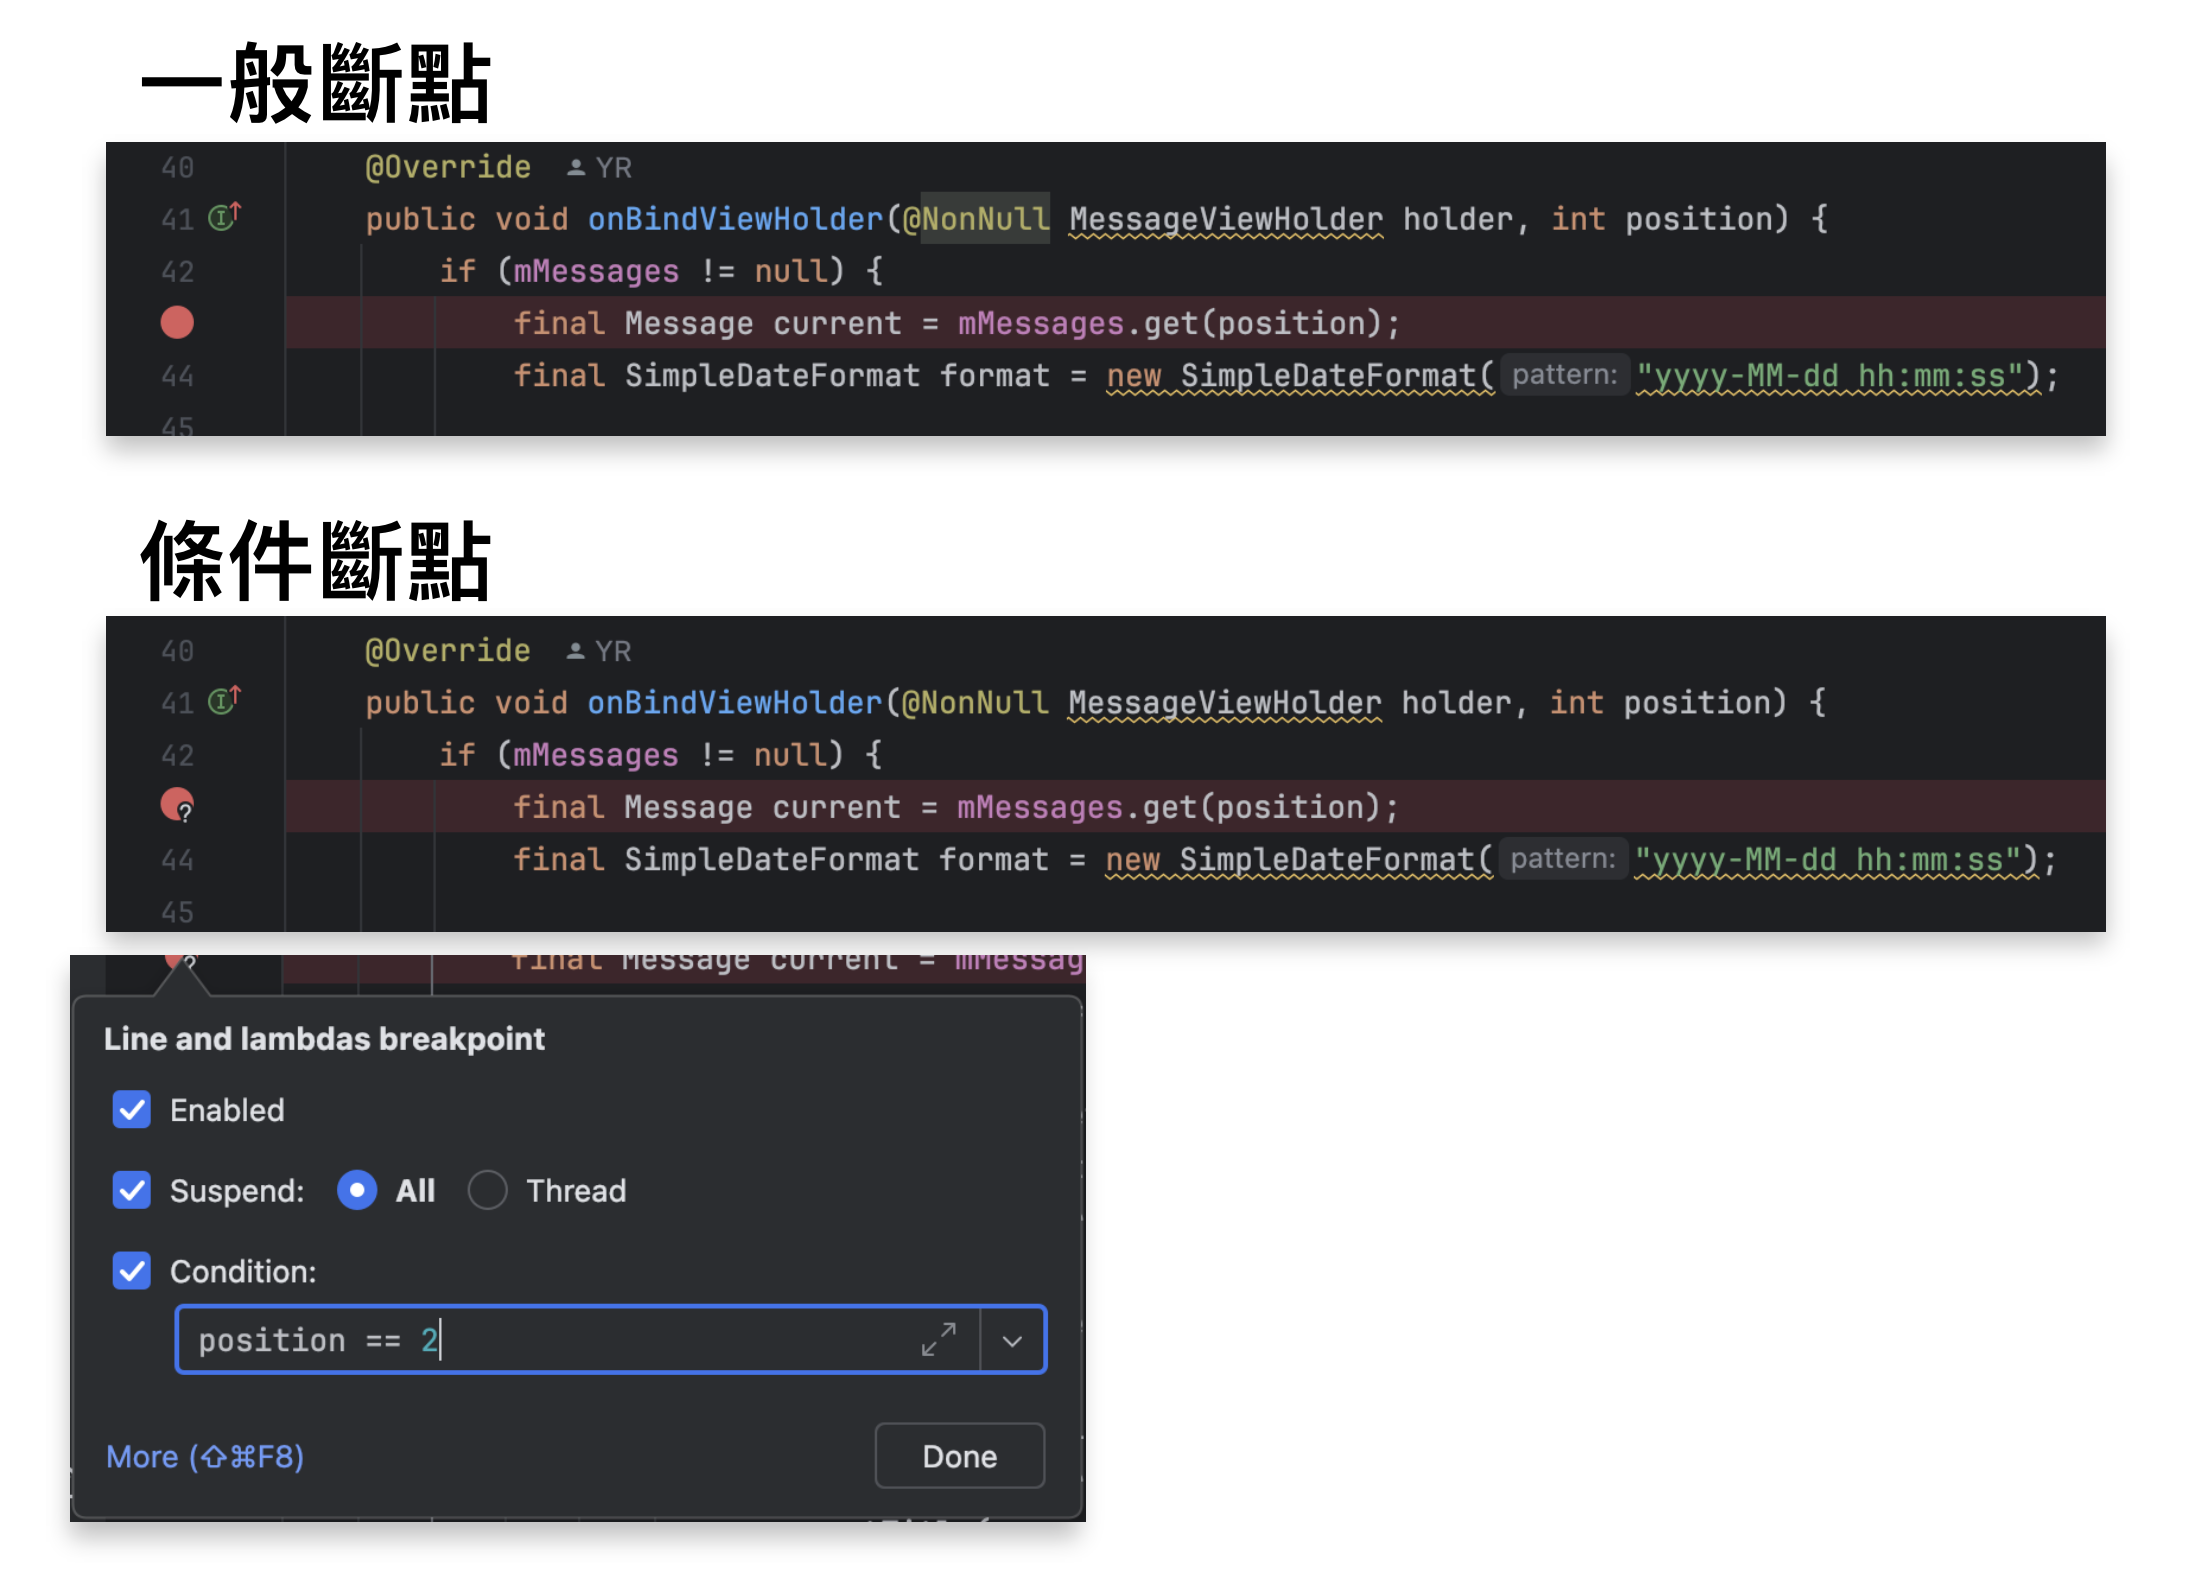 一般斷點
40 @Override YR
41 public void onBindViewHolder(@NonNull MessageViewHolder holder, int position) {
42 if (mMessages != null) {
final Message current = mMessages.get(position);
44 final SimpleDateFormat format = new SimpleDateFormat( pattern: "yyyy-MM-dd hh:mm:ss");
45
條件斷點
40 @Override YR
41 public void onBindViewHolder(@NonNull MessageViewHolder holder, int position) {
42 if (mMessages != null) {
? final Message current = mMessages.get(position);
44 final SimpleDateFormat format = new SimpleDateFormat( pattern: "yyyy-MM-dd hh:mm:ss");
45
? final Message current = mMessag
Line and lambdas breakpoint
Enabled
Suspend: All Thread
Condition:
position == 2
More (⇧⌘F8) Done